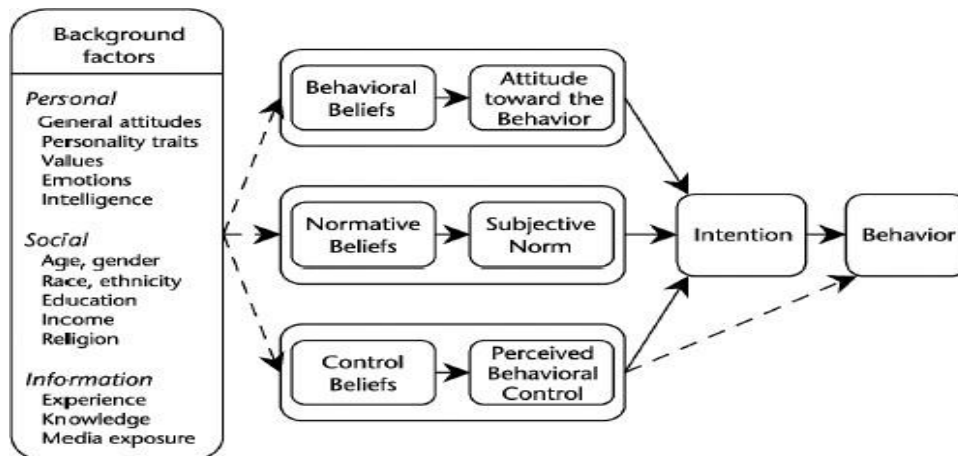 Background
factors
Personal
General attitudes
Personality traits
Values
Emotions
Intelligence
Social
Age, gender
Race, ethnicity
Education
Income
Religion
Information
Experience
Knowledge
Media exposure
Behavioral
Beliefs
Attitude
toward the
Behavior
Normative
Beliefs
Subjective
Norm
Control
Beliefs
Perceived
Behavioral
Control
Intention
Behavior